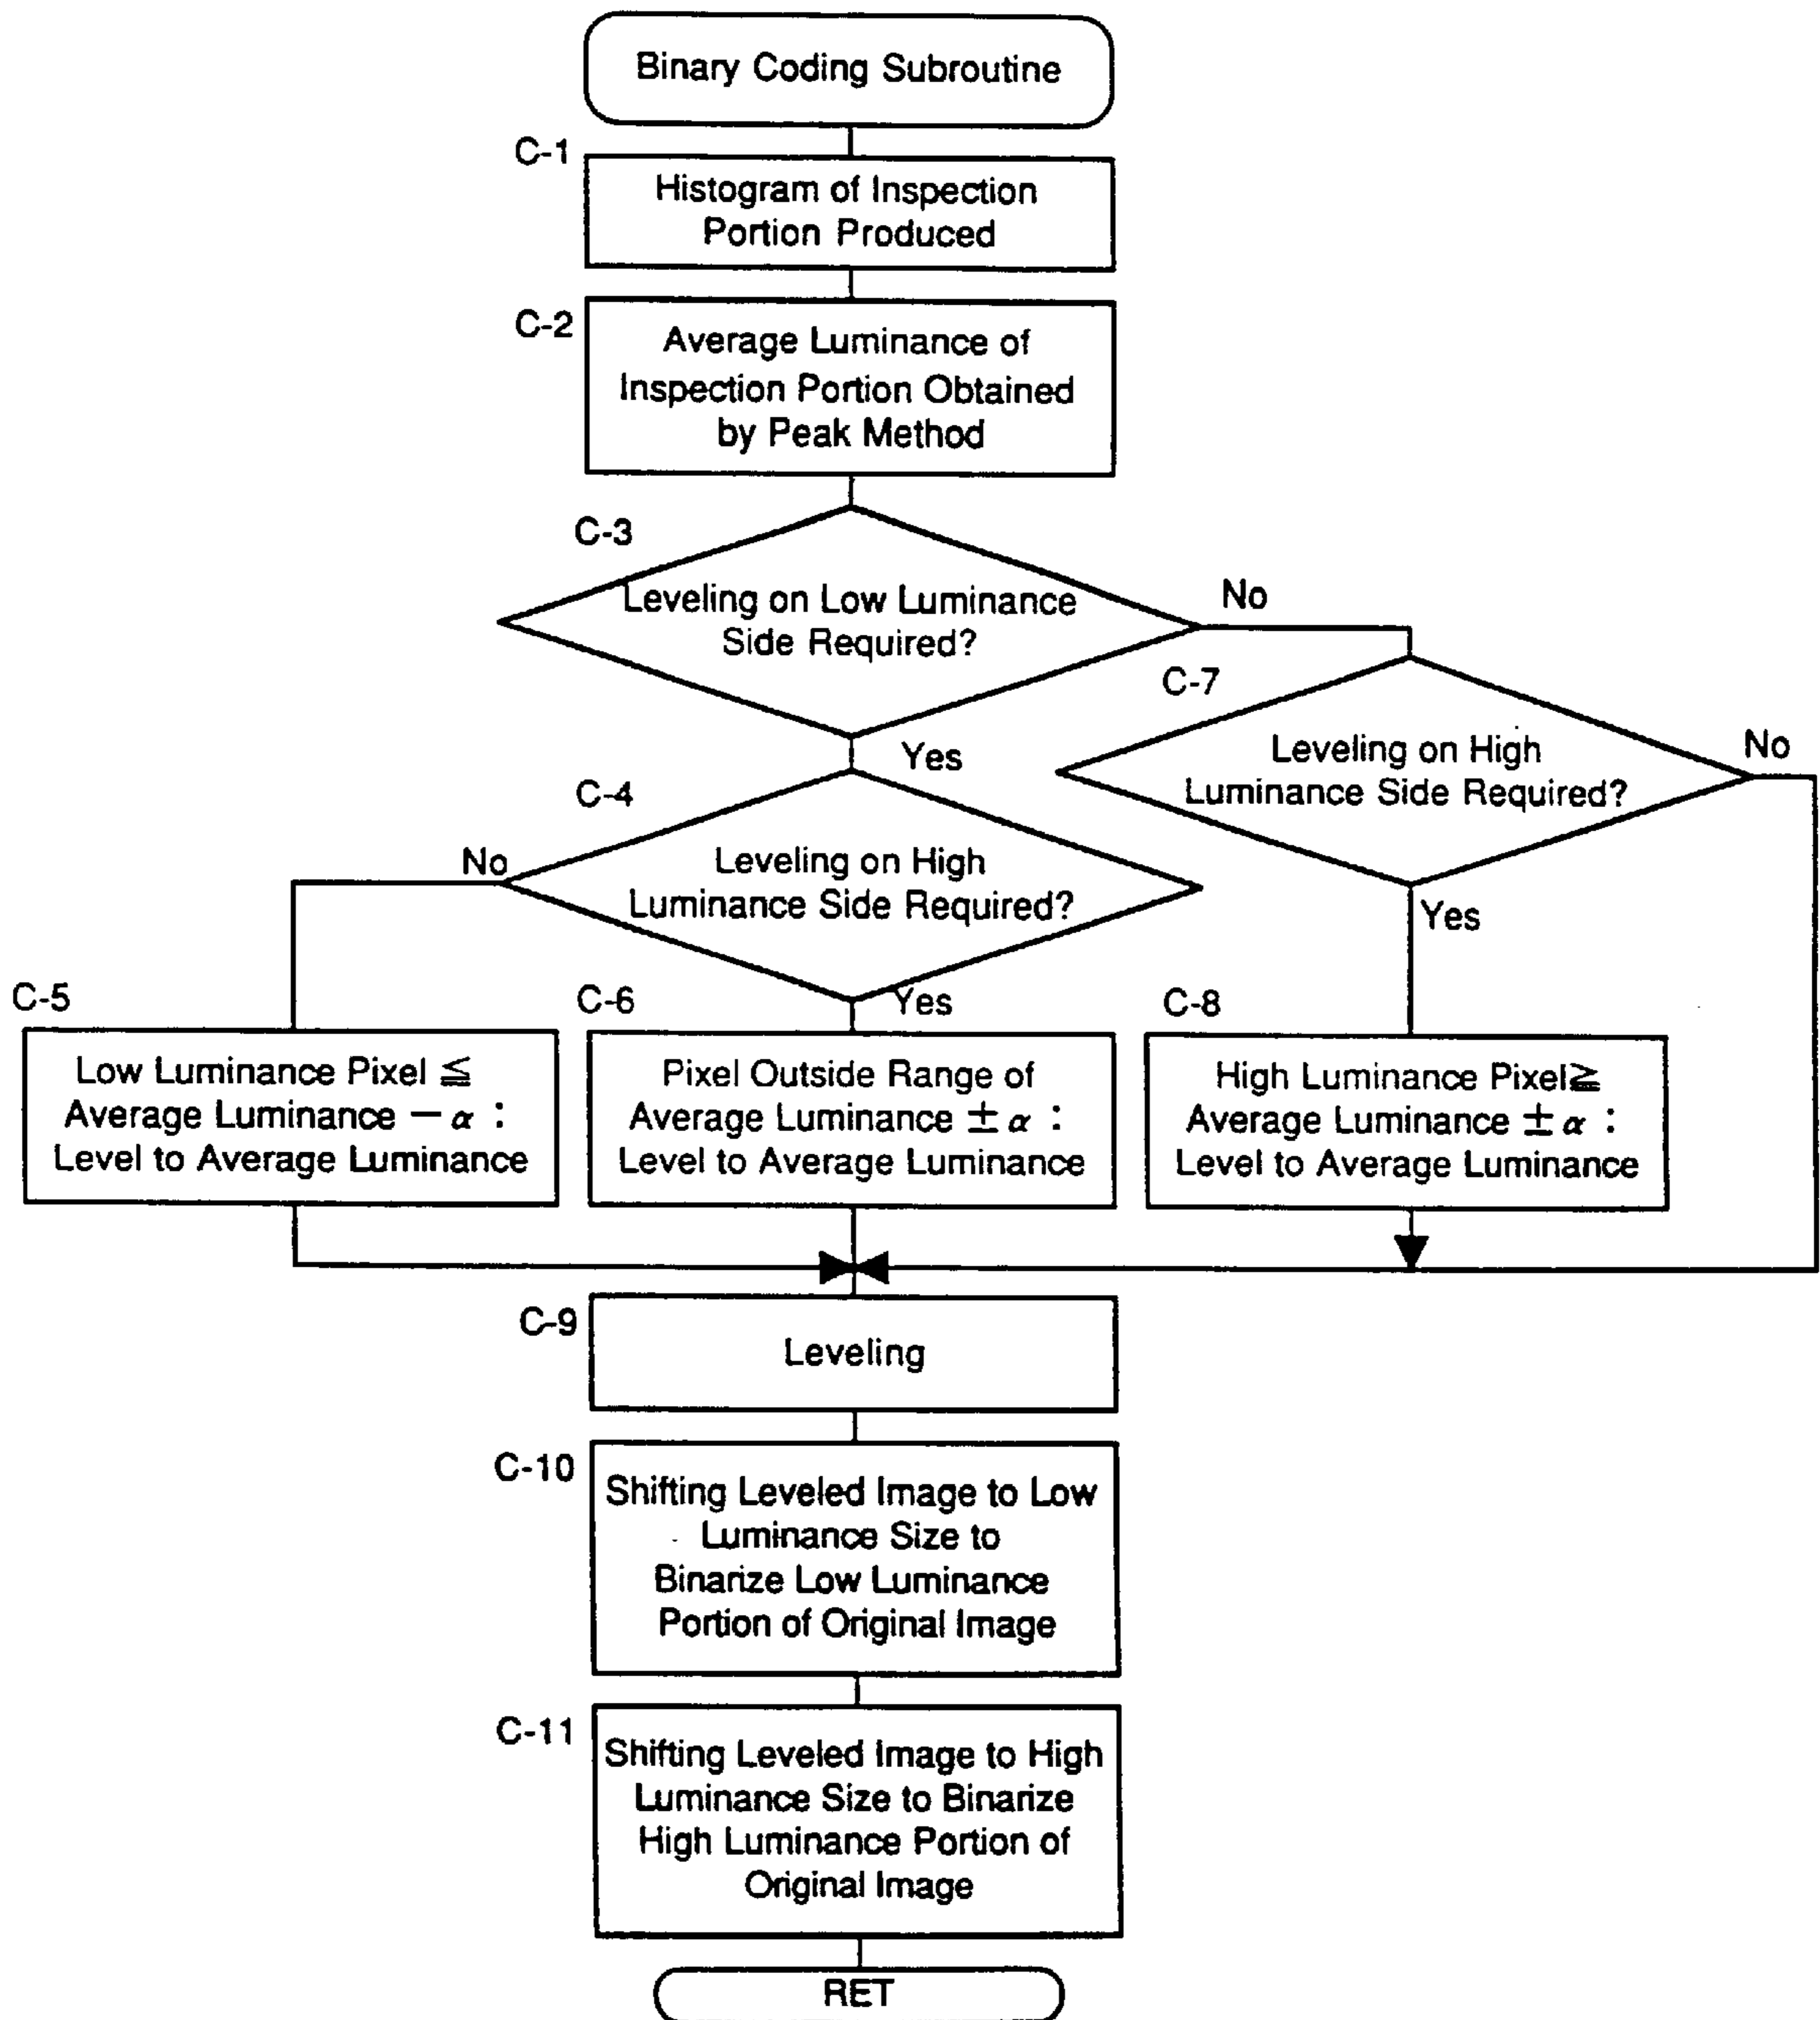 Binary Coding Subroutine
C-1
Histogram of Inspection
Portion Produced
C-2
Average Luminance of
Inspection Portion Obtained
by Peak Method
C-3
Leveling on Low Luminance
Side Required?
No
Yes
C-7
Leveling on High
Luminance Side Required?
No
Yes
C-4
Leveling on High
Luminance Side Required?
No
Yes
C-5
Low Luminance Pixel ≦
Average Luminance − α :
Level to Average Luminance
C-6
Pixel Outside Range of
Average Luminance ± α :
Level to Average Luminance
C-8
High Luminance Pixel≧
Average Luminance ± α :
Level to Average Luminance
C-9
Leveling
C-10
Shifting Leveled Image to Low
Luminance Size to
Binarize Low Luminance
Portion of Original Image
C-11
Shifting Leveled Image to High
Luminance Size to Binarize
High Luminance Portion of
Original Image
RET